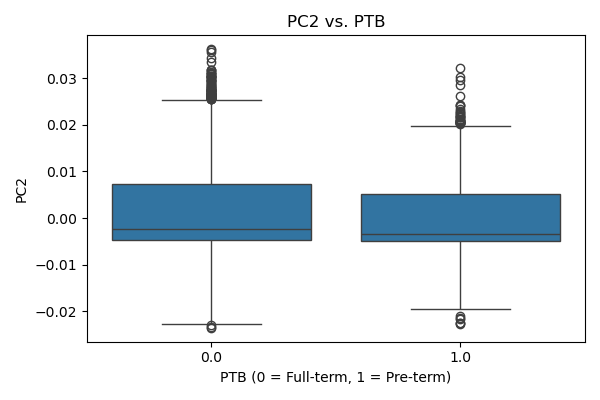 PC2 vs. PTB
0.03
0.02
0.01
0.00
−0.01
−0.02
PC2
0.0 1.0
PTB (0 = Full-term, 1 = Pre-term)